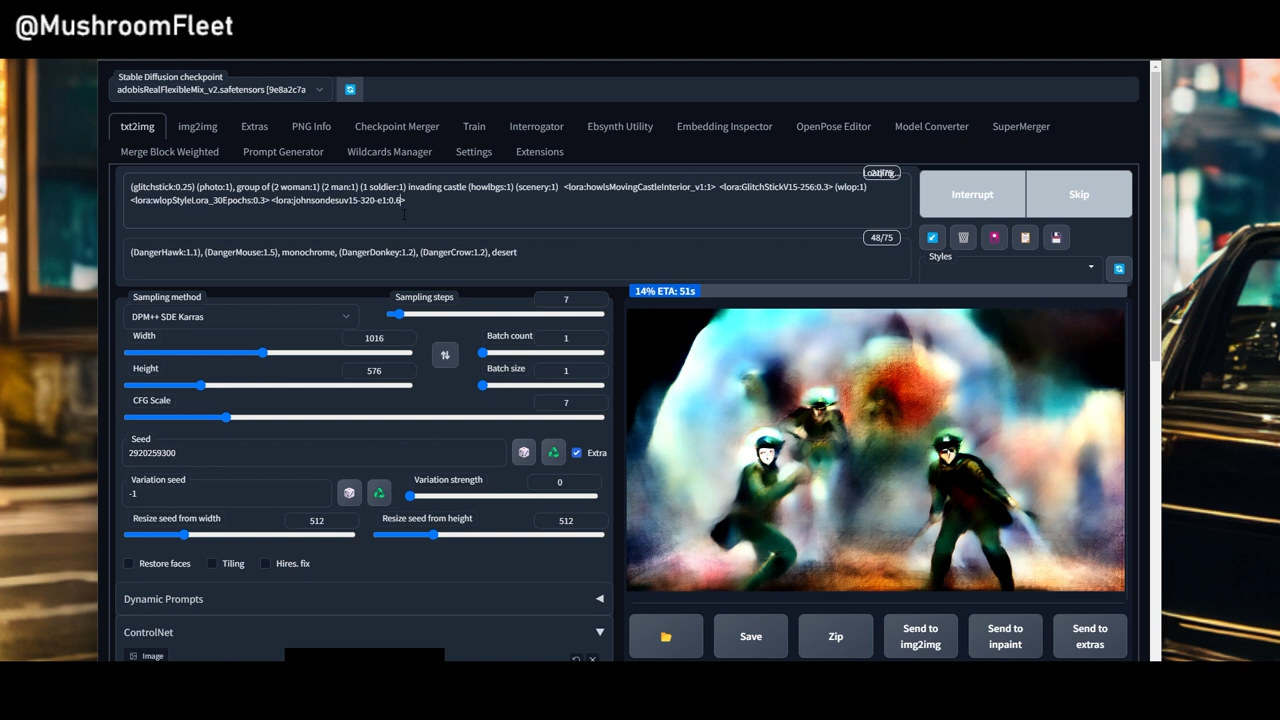 @MushroomFleet
Stable Diffusion checkpoint
adobisRealFlexibleMix_v2.safetensors [9e8a2c7a
txt2img img2img Extras PNG Info Checkpoint Merger Train Interrogator Ebsynth Utility Embedding Inspector OpenPose Editor Model Converter SuperMerger
Merge Block Weighted Prompt Generator Wildcards Manager Settings Extensions
(glitchstick:0.25) (photo:1), group of (2 woman:1) (2 man:1) (1 soldier:1) invading castle (howlbgs:1) (scenery:1) <lora:howlsMovingCastleInterior_v1:1> <lora:GlitchStickV15-256:0.3> (wlop:1)
<lora:wlopStyleLora_30Epochs:0.3> <lora:johnsondesuv15-320-e1:0.6>
Interrupt Skip
48/75
(DangerHawk:1.1), (DangerMouse:1.5), monochrome, (DangerDonkey:1.2), (DangerCrow:1.2), desert
Styles
Sampling method Sampling steps 7
DPM++ SDE Karras
14% ETA: 51s
Width 1016 Batch count 1
Height 576 Batch size 1
CFG Scale 7
Seed
2920259300
Extra
Variation seed
-1
Variation strength 0
Resize seed from width 512 Resize seed from height 512
Restore faces Tiling Hires. fix
Dynamic Prompts
ControlNet
Image
Save Zip Send to img2img Send to inpaint Send to extras